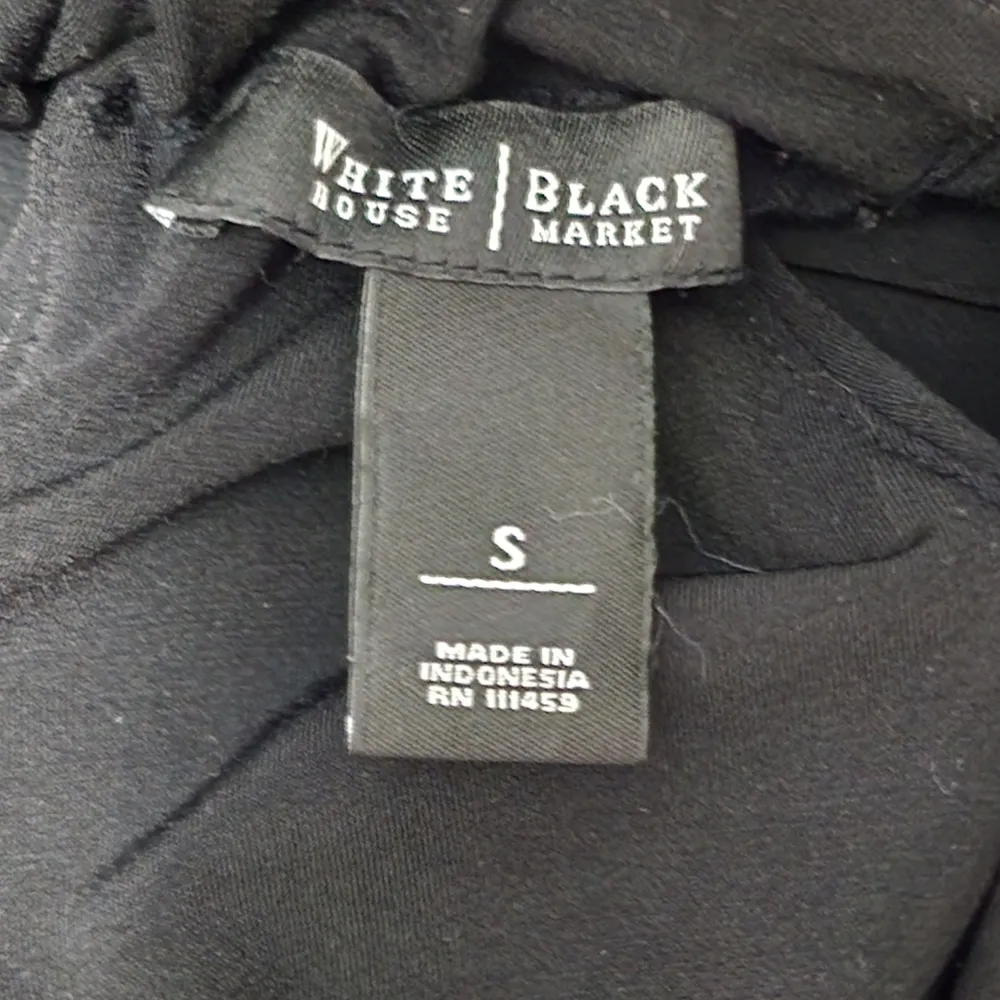 WHITE | BLACK
HOUSE | MARKET
S
MADE IN
INDONESIA
RN 111459